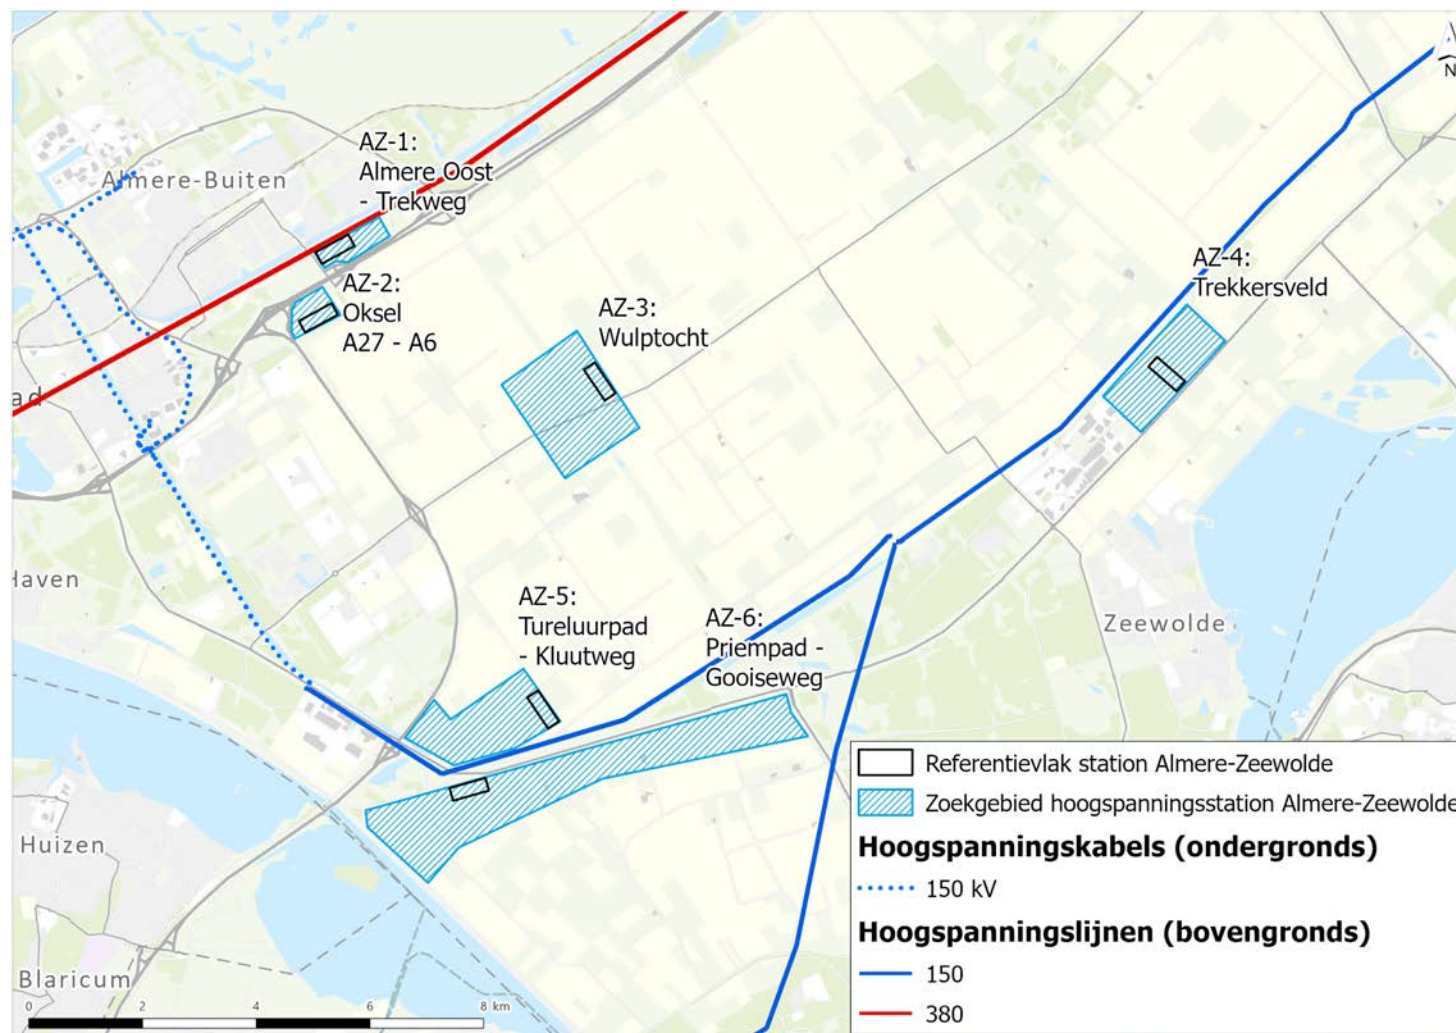 N
AZ-1:
Almere Oost
- Trekweg
Almere-Buiten
AZ-2:
Oksel
A27 - A6
AZ-3:
Wulptocht
AZ-4:
Trekkersveld
ad
Haven
AZ-5:
Tureluurpad
- Kluutweg
AZ-6:
Priempad -
Gooiseweg
Zeewolde
Huizen
Blaricum
0 2 4 6 8 km
Referentievlak station Almere-Zeewolde
Zoekgebied hoogspanningsstation Almere-Zeewolde
Hoogspanningskabels (ondergronds)
150 kV
Hoogspanningslijnen (bovengronds)
150
380